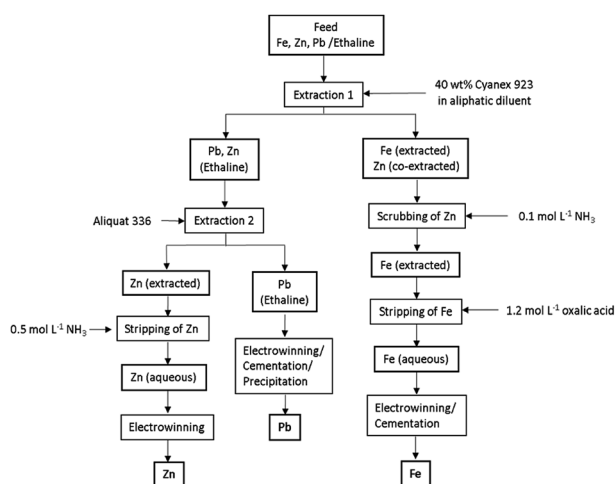 Feed
Fe, Zn, Pb /Ethaline
Extraction 1
40 wt% Cyanex 923
in aliphatic diluent
Pb, Zn
(Ethaline)
Fe (extracted)
Zn (co-extracted)
Aliquat 336
Extraction 2
Scrubbing of Zn
0.1 mol L-1 NH3
Zn (extracted)
Pb
(Ethaline)
Fe (extracted)
0.5 mol L-1 NH3
Stripping of Zn
Stripping of Fe
1.2 mol L-1 oxalic acid
Zn (aqueous)
Electrowinning/
Cementation/
Precipitation
Fe (aqueous)
Electrowinning
Pb
Electrowinning/
Cementation
Zn
Fe